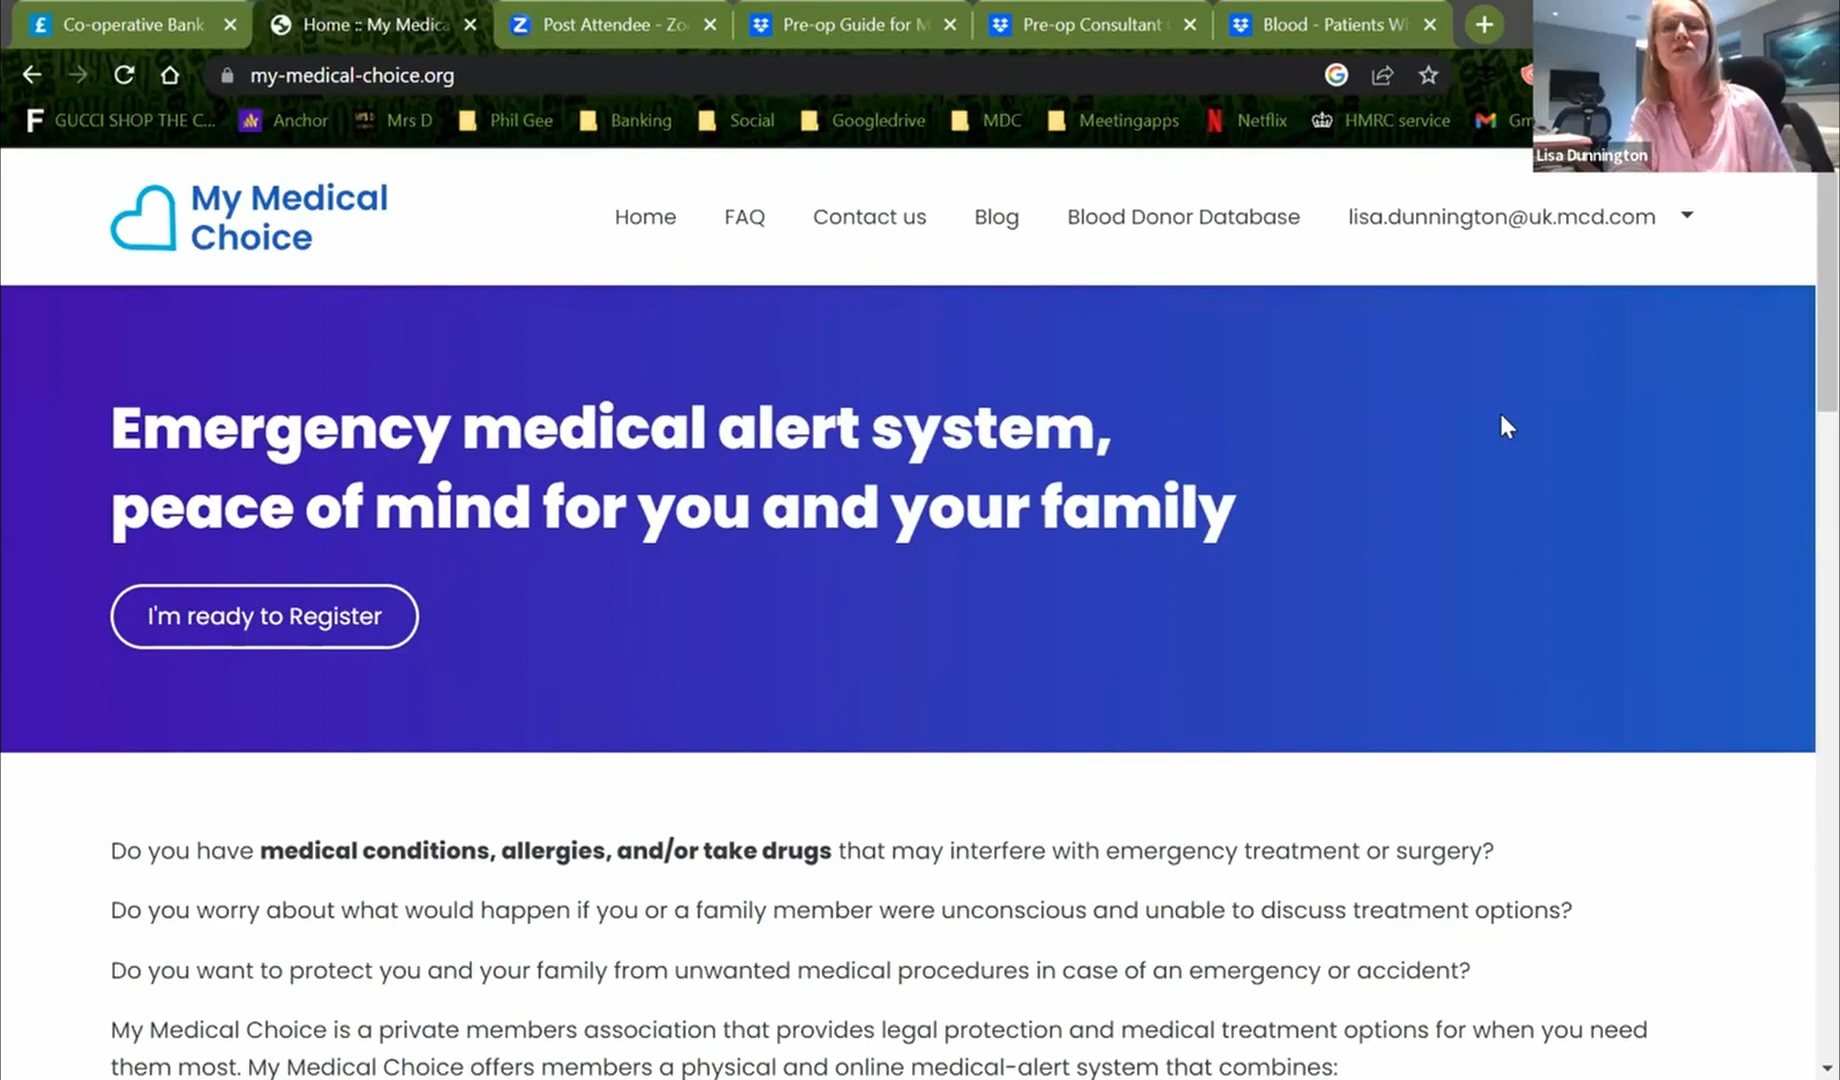 Co-operative Bank
Home :: My Medica
Post Attendee - Zo
Pre-op Guide for M
Pre-op Consultant
Blood - Patients W
my-medical-choice.org
GUCCI SHOP THE C...
Anchor
Mrs D
Phil Gee
Banking
Social
Googledrive
MDC
Meetingapps
Netflix
HMRC service
Gm
Lisa Dunnington
My Medical
Choice
Home
FAQ
Contact us
Blog
Blood Donor Database
lisa.dunnington@uk.mcd.com
Emergency medical alert system,
peace of mind for you and your family
I'm ready to Register
Do you have medical conditions, allergies, and/or take drugs that may interfere with emergency treatment or surgery?
Do you worry about what would happen if you or a family member were unconscious and unable to discuss treatment options?
Do you want to protect you and your family from unwanted medical procedures in case of an emergency or accident?
My Medical Choice is a private members association that provides legal protection and medical treatment options for when you need
them most. My Medical Choice offers members a physical and online medical-alert system that combines: